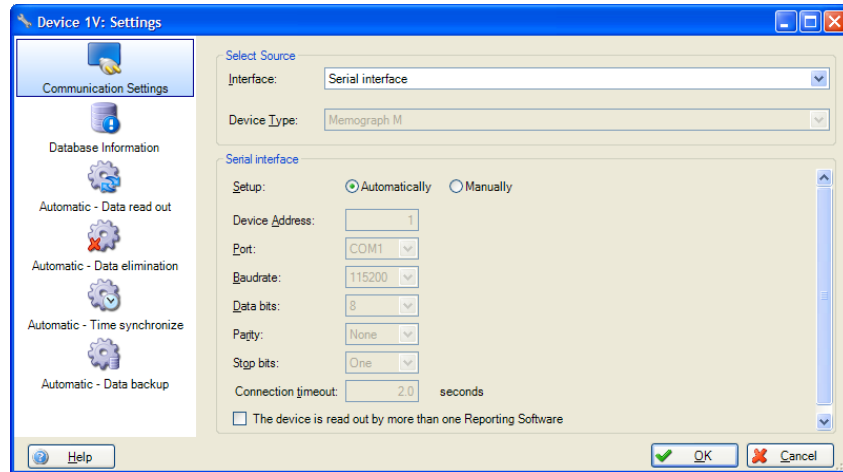 Device 1V: Settings
Communication Settings
Database Information
Automatic - Data read out
Automatic - Data elimination
Automatic - Time synchronize
Automatic - Data backup
Select Source
Interface: Serial interface
Device Type: Memograph M
Serial interface
Setup: Automatically Manually
Device Address: 1
Port: COM1
Baudrate: 115200
Data bits: 8
Parity: None
Stop bits: One
Connection timeout: 2.0 seconds
The device is read out by more than one Reporting Software
Help OK Cancel